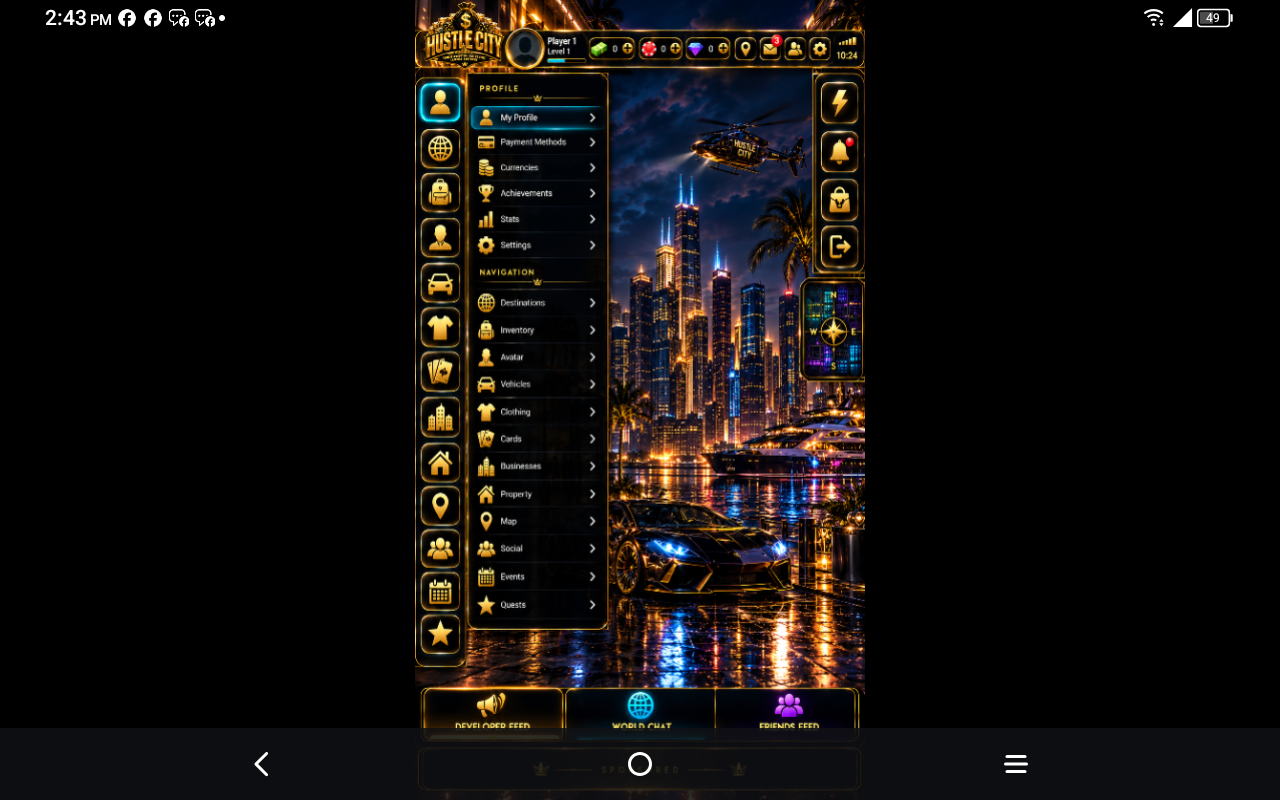 2:43 PM
49
$
HUSTLE CITY
Player 1
Level 1
0
0
0
3
10:24
PROFILE
My Profile
Payment Methods
Currencies
Achievements
Stats
Settings
NAVIGATION
Destinations
Inventory
Avatar
Vehicles
Clothing
Cards
Businesses
Property
Map
Social
Events
Quests
HUSTLE
CITY
N
W E
S
DEVELOPER FEED
WORLD CHAT
FRIENDS FEED